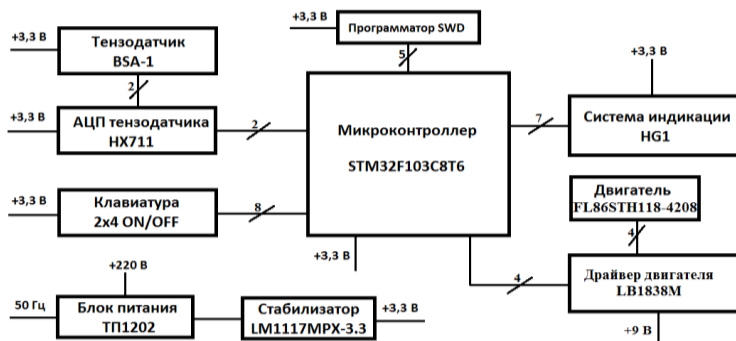 +3,3 В
Тензодатчик
BSA-1
2
+3,3 В
АЦП тензодатчика
HX711
2
+3,3 В
Клавиатура
2x4 ON/OFF
8
+3,3 В
Программатор SWD
5
Микроконтроллер
STM32F103C8T6
+3,3 В
7
+3,3 В
Система индикации
HG1
Двигатель
FL86STH118-4208
4
4
Драйвер двигателя
LB1838M
+9 В
+220 В
50 Гц
Блок питания
ТП1202
Стабилизатор
LM1117MPX-3.3
+3,3 В